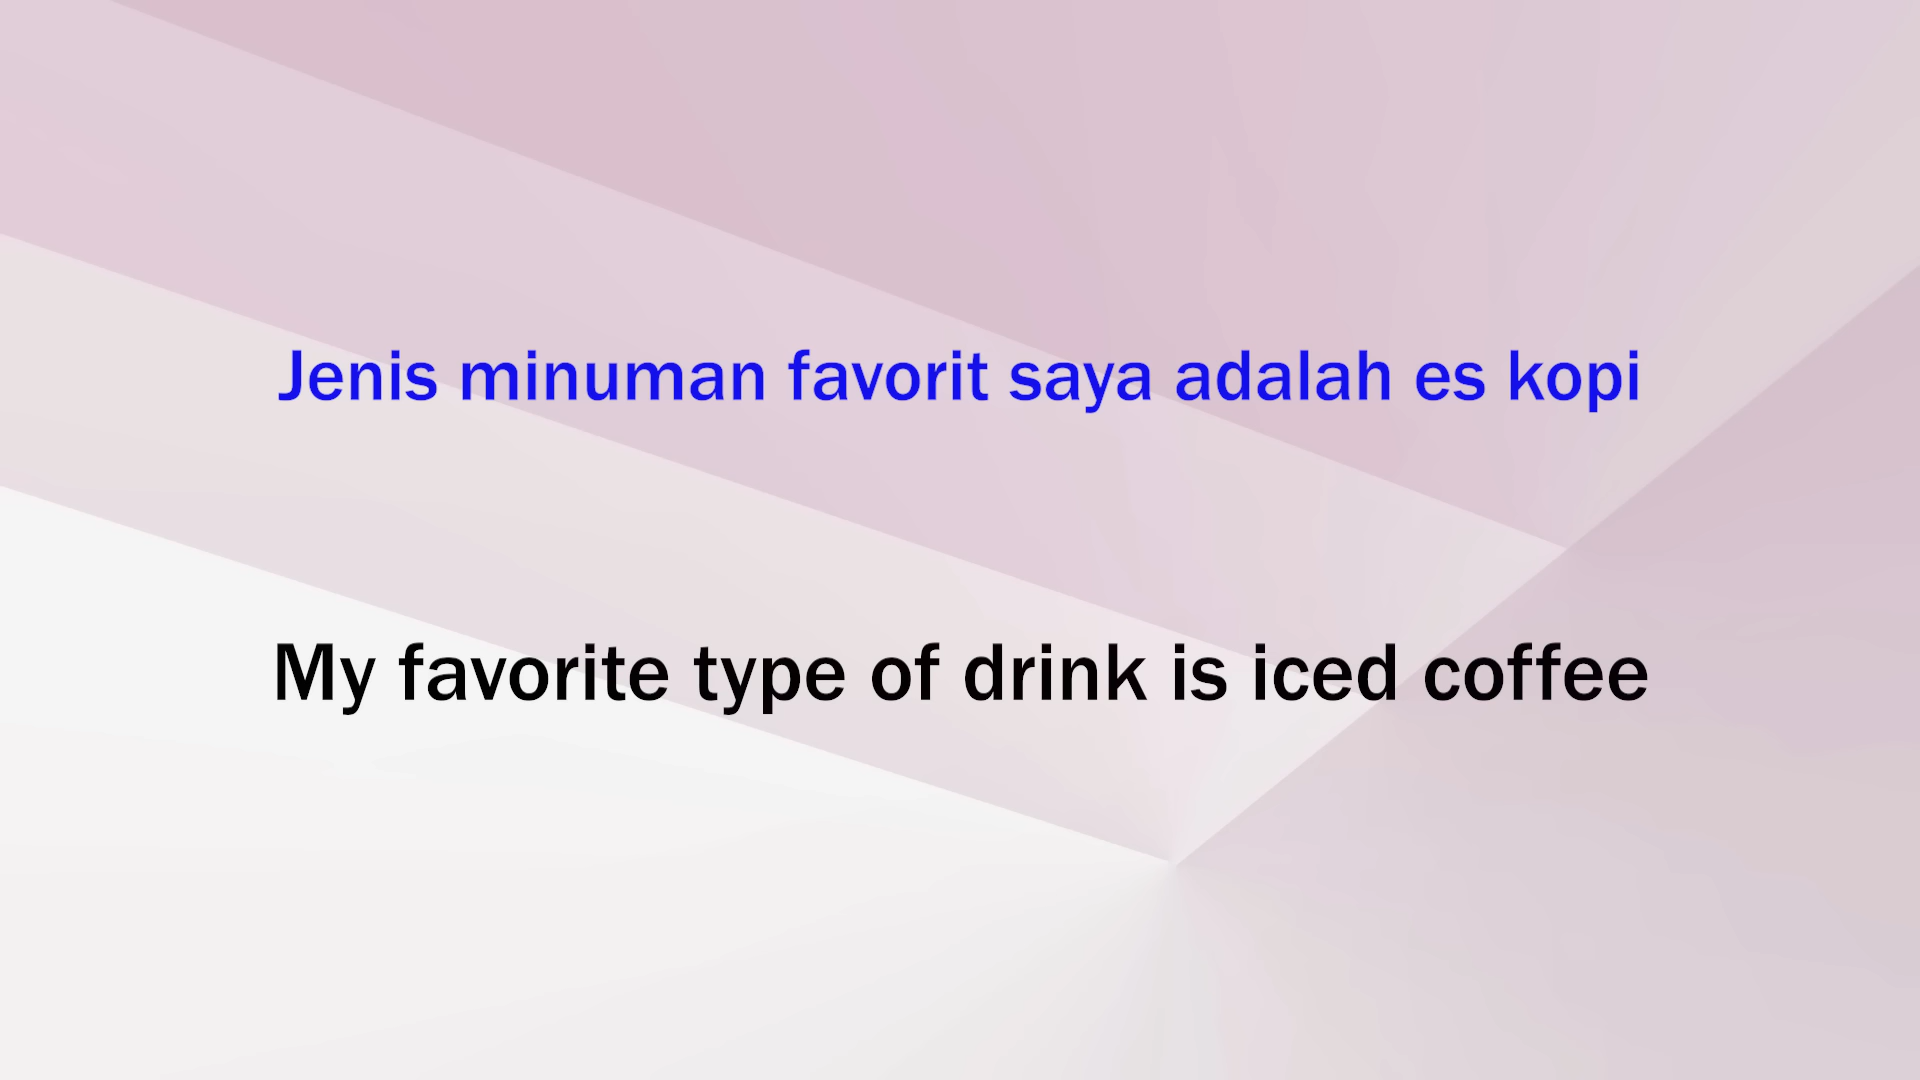 Jenis minuman favorit saya adalah es kopi
My favorite type of drink is iced coffee